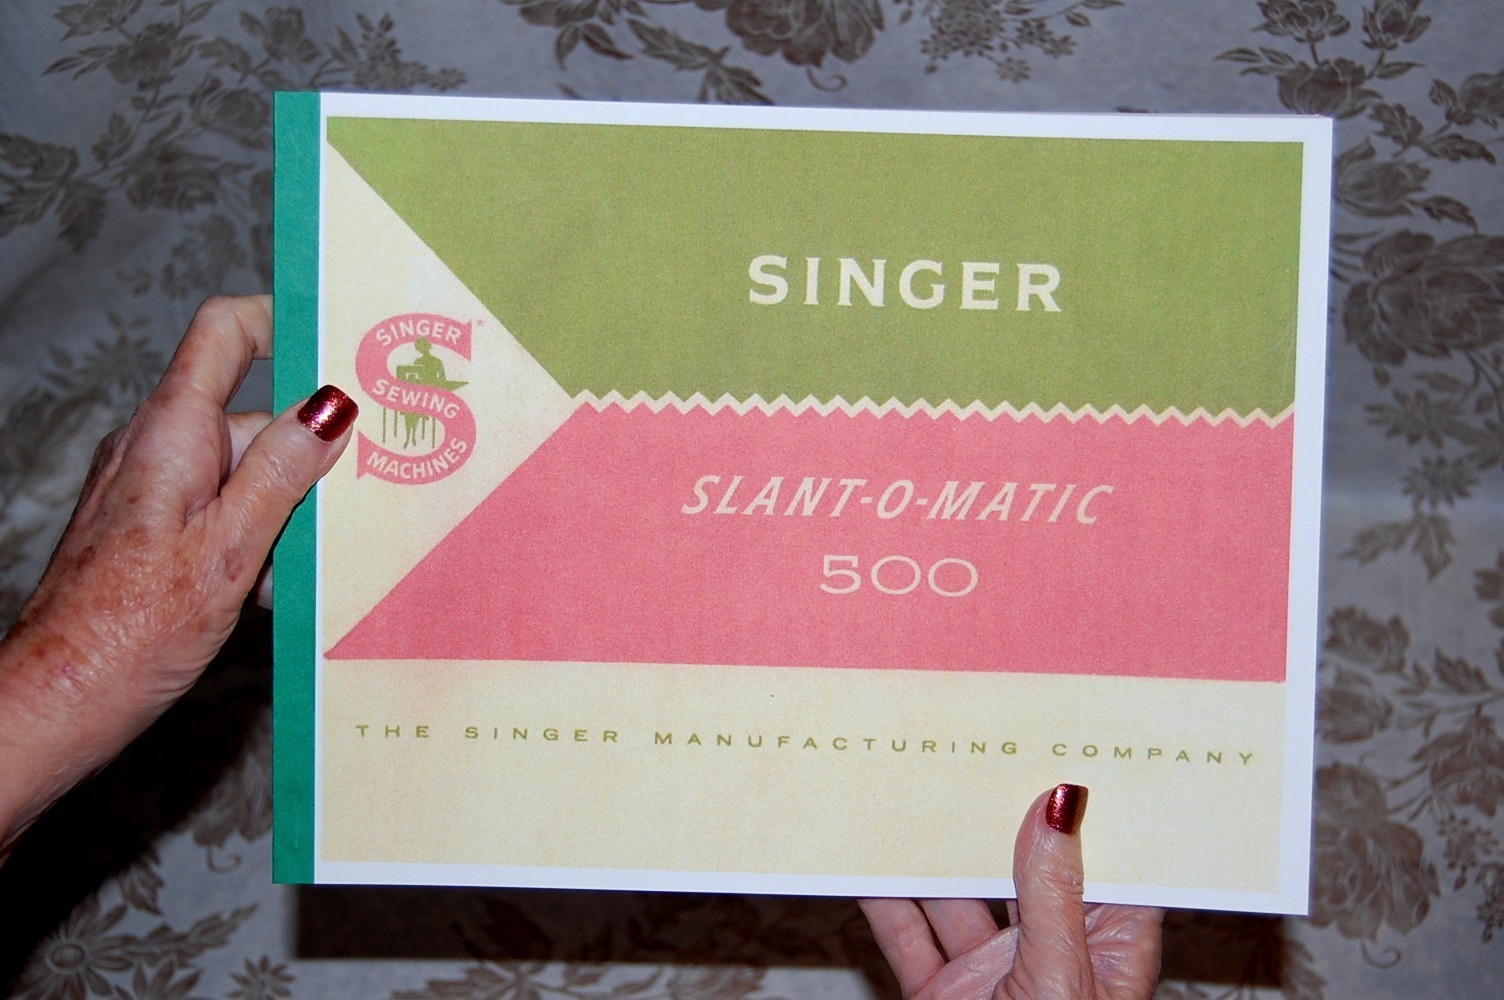 SINGER
SINGER
SEWING
MACHINES
SLANT-O-MATIC
500
THE SINGER MANUFACTURING COMPANY